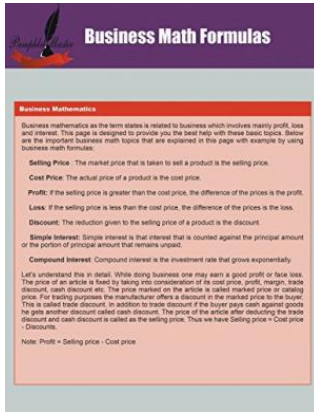 Pamphlet Master
Business Math Formulas
Business Mathematics
Business mathematics as the term states is related to business which involves mainly profit, loss
and interest. This page is designed to provide you the best help with these basic topics. Below
are the important business math topics that are explained in this page with example by using
business math formulas:
Selling Price : The market price that is taken to sell a product is the selling price.
Cost Price: The actual price of a product is the cost price.
Profit: If the selling price is greater than the cost price, the difference of the prices is the profit.
Loss: If the selling price is less than the cost price, the difference of the prices is the loss.
Discount: The reduction given to the selling price of a product is the discount.
Simple Interest: Simple interest is that interest that is counted against the principal amount
or the portion of principal amount that remains unpaid.
Compound Interest: Compound interest is the investment rate that grows exponentially.
Let's understand this in detail. While doing business one may earn a good profit or face loss.
The price of an article is fixed by taking into consideration of its cost price, profit, margin, trade
discount, cash discount etc. The price marked on the article is called marked price or catalog
price. For trading purposes the manufacturer offers a discount in the marked price to the buyer.
This is called trade discount. In addition to trade discount if the buyer pays cash against goods
he gets another discount called cash discount. The price of the article after deducting the trade
discount and cash discount is called as the selling price. Thus we have Selling price = Cost price
- Discounts.
Note: Profit = Selling price - Cost price